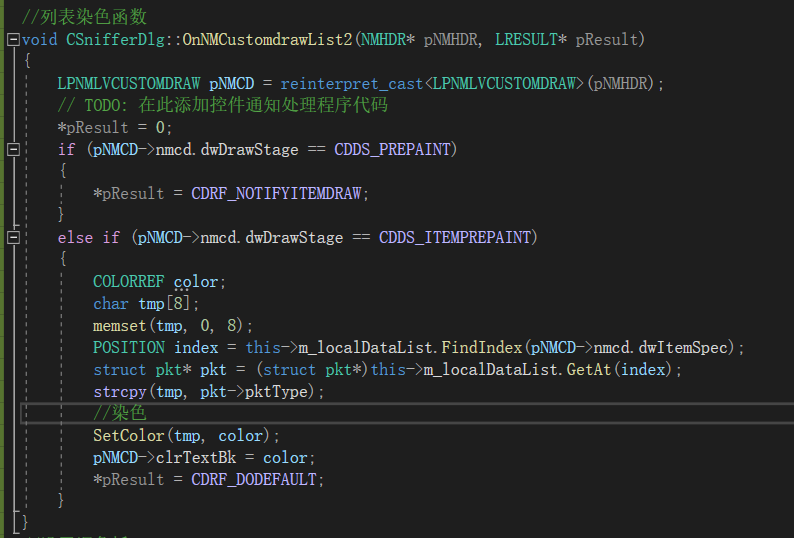 //列表染色函数
void CSnifferDlg::OnNMCustomdrawList2(NMHDR* pNMHDR, LRESULT* pResult)
{
    LPNMLVCUSTOMDRAW pNMCD = reinterpret_cast<LPNMLVCUSTOMDRAW>(pNMHDR);
    // TODO: 在此添加控件通知处理程序代码
    *pResult = 0;
    if (pNMCD->nmcd.dwDrawStage == CDDS_PREPAINT)
    {
        *pResult = CDRF_NOTIFYITEMDRAW;
    }
    else if (pNMCD->nmcd.dwDrawStage == CDDS_ITEMPREPAINT)
    {
        COLORREF color;
        char tmp[8];
        memset(tmp, 0, 8);
        POSITION index = this->m_localDataList.FindIndex(pNMCD->nmcd.dwItemSpec);
        struct pkt* pkt = (struct pkt*)this->m_localDataList.GetAt(index);
        strcpy(tmp, pkt->pktType);
        //染色
        SetColor(tmp, color);
        pNMCD->clrTextBk = color;
        *pResult = CDRF_DODEFAULT;
    }
}